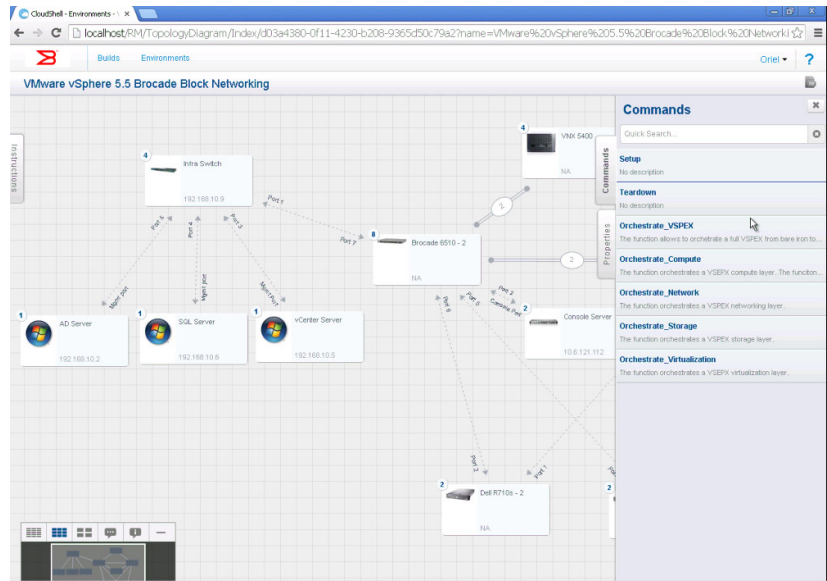 CloudShell - Environments - \
localhost/RM/TopologyDiagram/Index/d03a4380-0f11-4230-b208-9365d50c79a2?name=VMware%20vSphere%205.5%20Brocade%20Block%20Networki
Builds Environments
Oriel
?
VMware vSphere 5.5 Brocade Block Networking
Instructions
4
Infra Switch
192.168.10.9
Port 5
Port 4
Port 3
Port 1
Port 7
Mgmt port
Mgmt port
Mgmt Port
1
AD Server
192.168.10.2
1
SQL Server
192.168.10.6
1
vCenter Server
192.168.10.5
8
Brocade 6510 - 2
NA
4
VNX 5400
NA
2
2
Port 2
Console Port
Port 6
Port 5
2
Console Server
10.6.121.112
Port 2
Port 1
2
Dell R710s - 2
NA
2
Commands
Properties
Commands
Quick Search...
Setup
No description
Teardown
No description
Orchestrate_VSPEX
The function allows to orchetrate a full VSPEX from bare iron to...
Orchestrate_Compute
The function orchestrates a VSEPX compute layer. The funciton...
Orchestrate_Network
The function orchestrates a VSPEX networking layer.
Orchestrate_Storage
The function orchestrates a VSPEX storage layer.
Orchestrate_Virtualization
The function orchestrates a VSEPX virtualization layer.